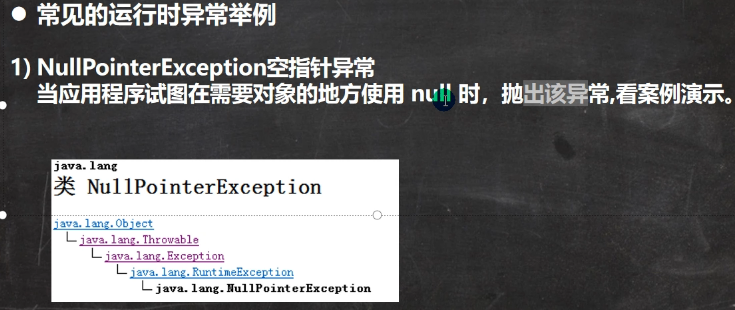 ● 常见的运行时异常举例
1) NullPointerException空指针异常
当应用程序试图在需要对象的地方使用 null 时，抛出该异常,看案例演示。
java.lang
类 NullPointerException
java.lang.Object
java.lang.Throwable
java.lang.Exception
java.lang.RuntimeException
java.lang.NullPointerException